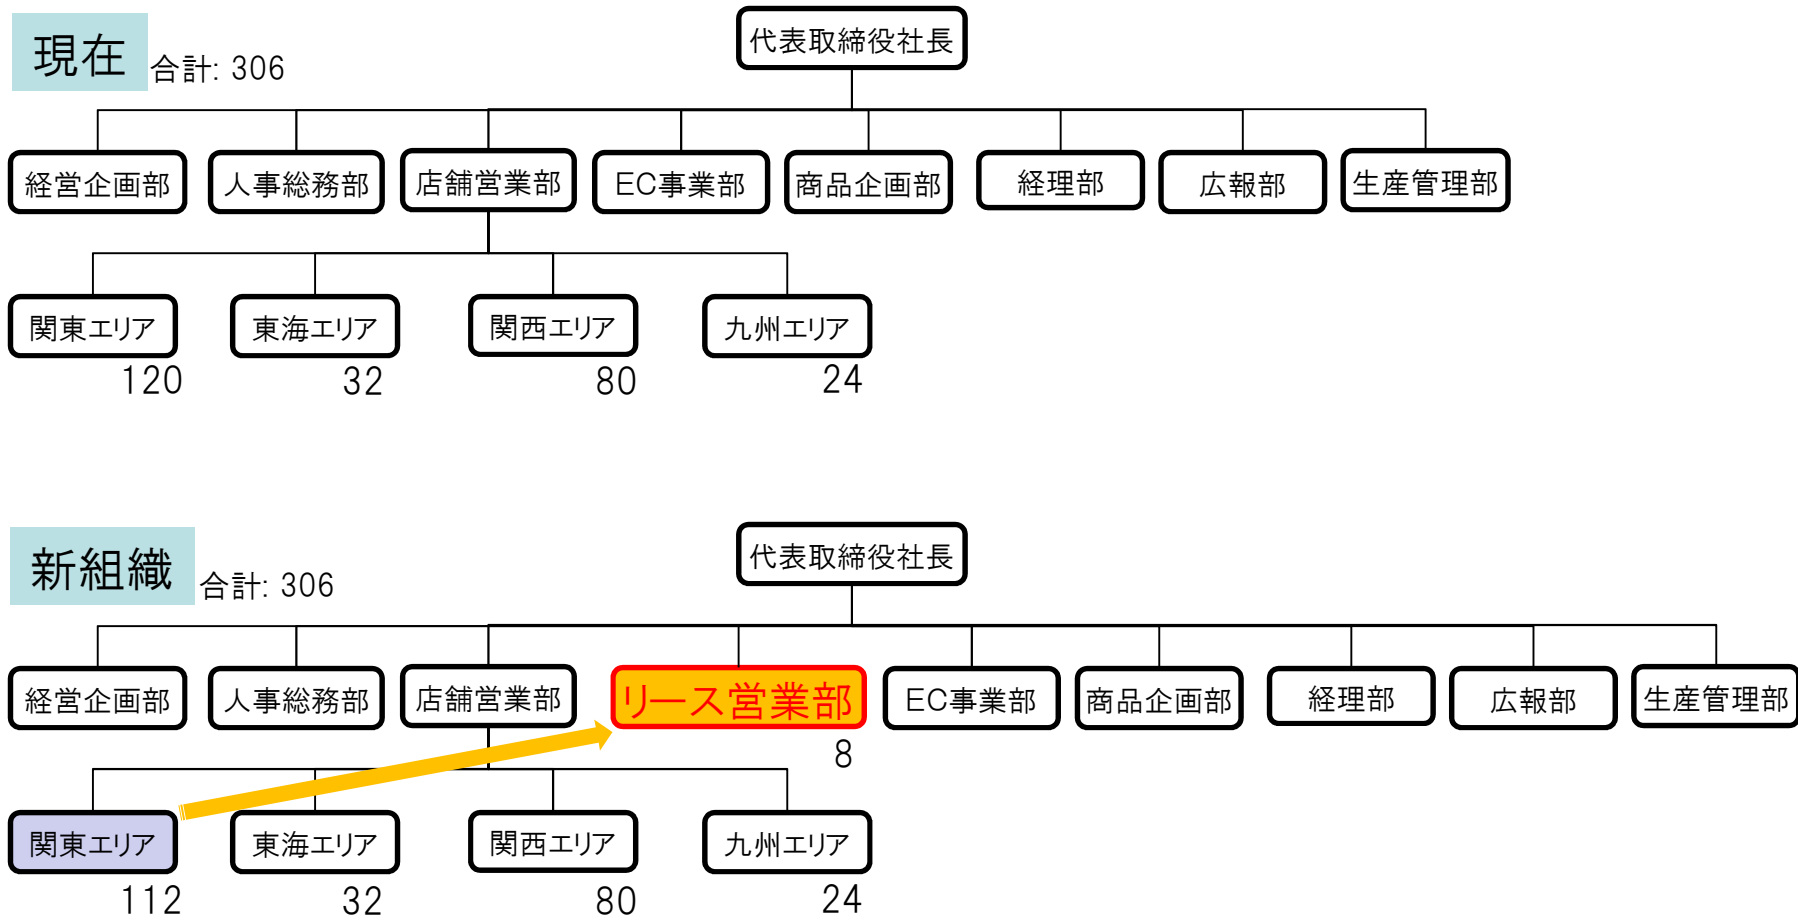 現在
合計: 306
代表取締役社長
経営企画部
人事総務部
店舗営業部
EC事業部
商品企画部
経理部
広報部
生産管理部
関東エリア
東海エリア
関西エリア
九州エリア
120
32
80
24
新組織
合計: 306
代表取締役社長
経営企画部
人事総務部
店舗営業部
リース営業部
EC事業部
商品企画部
経理部
広報部
生産管理部
8
関東エリア
東海エリア
関西エリア
九州エリア
112
32
80
24